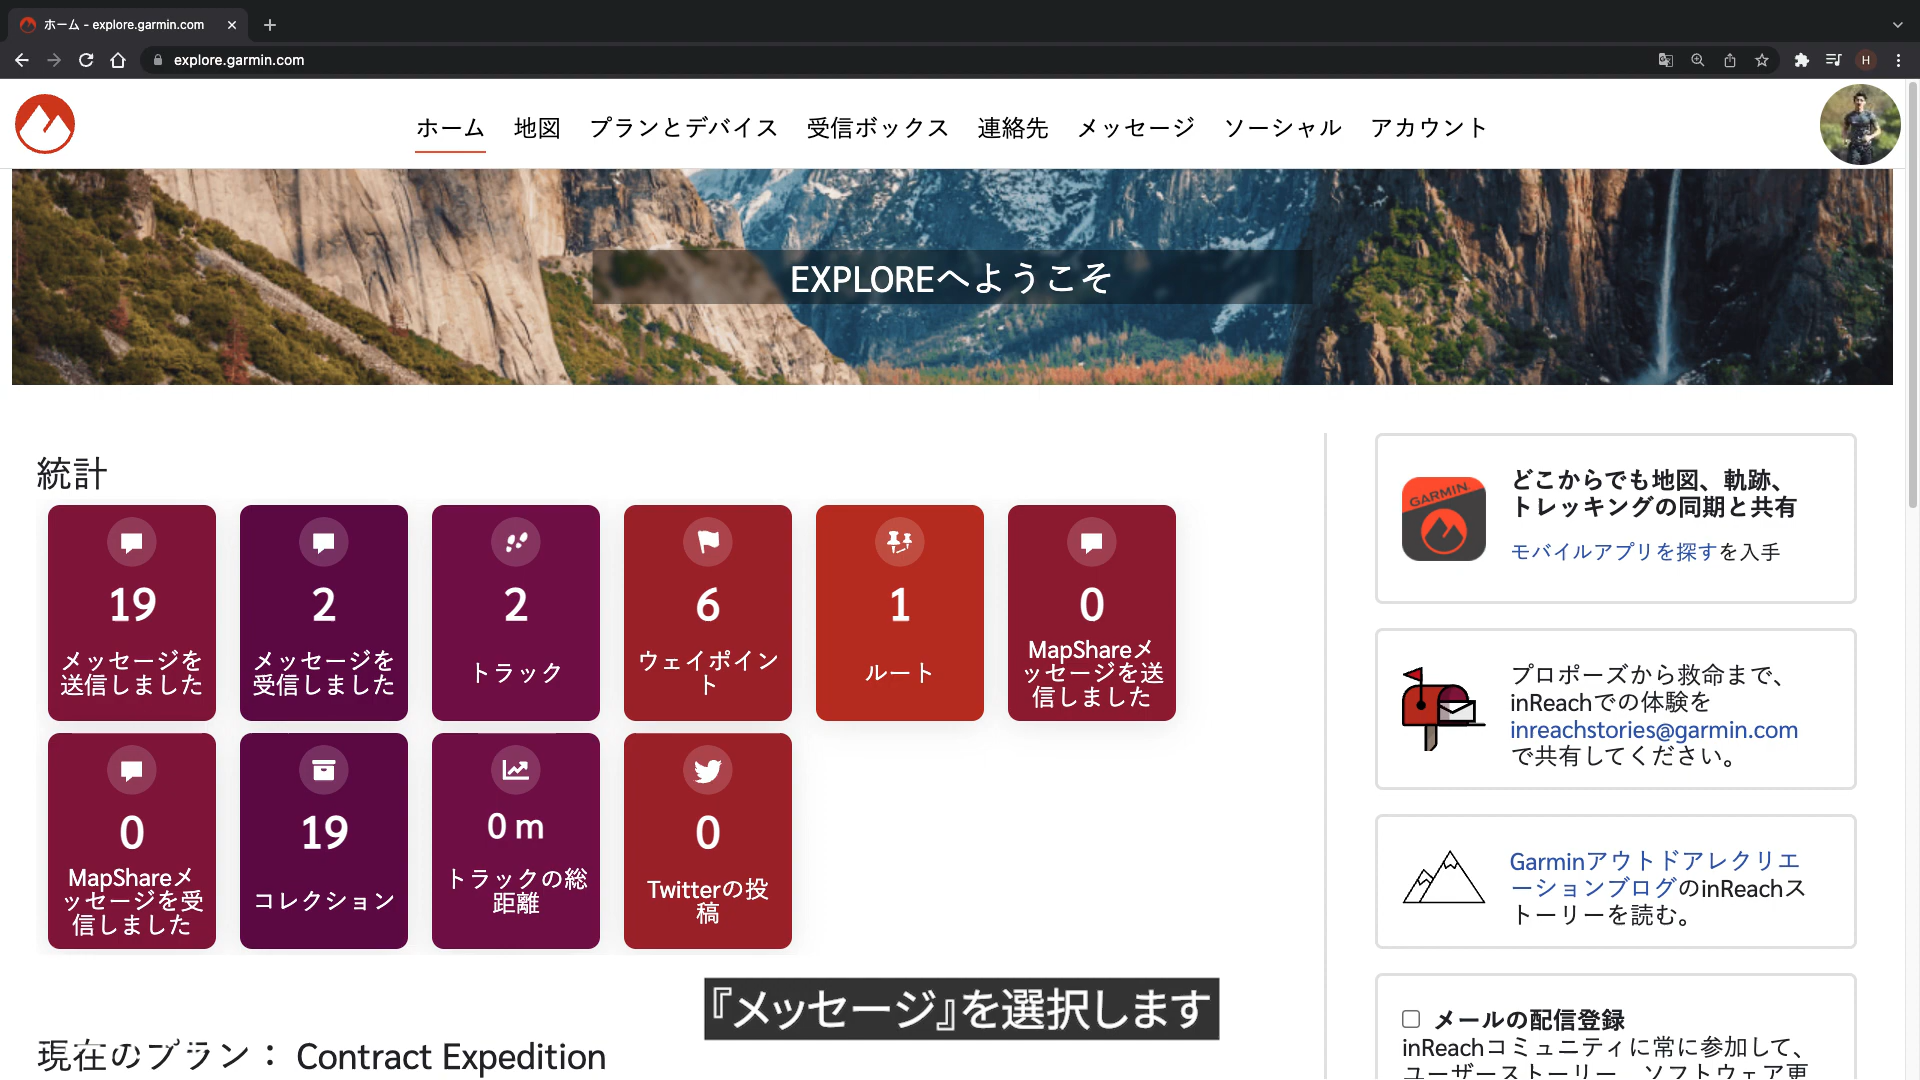 ホーム - explore.garmin.com
explore.garmin.com
H
ホーム 地図 プランとデバイス 受信ボックス 連絡先 メッセージ ソーシャル アカウント
EXPLOREへようこそ
統計
19
メッセージを
送信しました
2
メッセージを
受信しました
2
トラック
6
ウェイポイン
ト
1
ルート
0
MapShareメ
ッセージを送
信しました
0
MapShareメ
ッセージを受
信しました
19
コレクション
0 m
トラックの総
距離
0
Twitterの投
稿
現在のプラン： Contract Expedition
GARMIN
どこからでも地図、軌跡、
トレッキングの同期と共有
モバイルアプリを探すを入手
プロポーズから救命まで、
inReachでの体験を
inreachstories@garmin.com
で共有してください。
Garminアウトドアレクリエ
ーションブログのinReachス
トーリーを読む。
メールの配信登録
inReachコミュニティに常に参加して、
ユーザーストーリー、ソフトウェア更
『メッセージ』を選択します